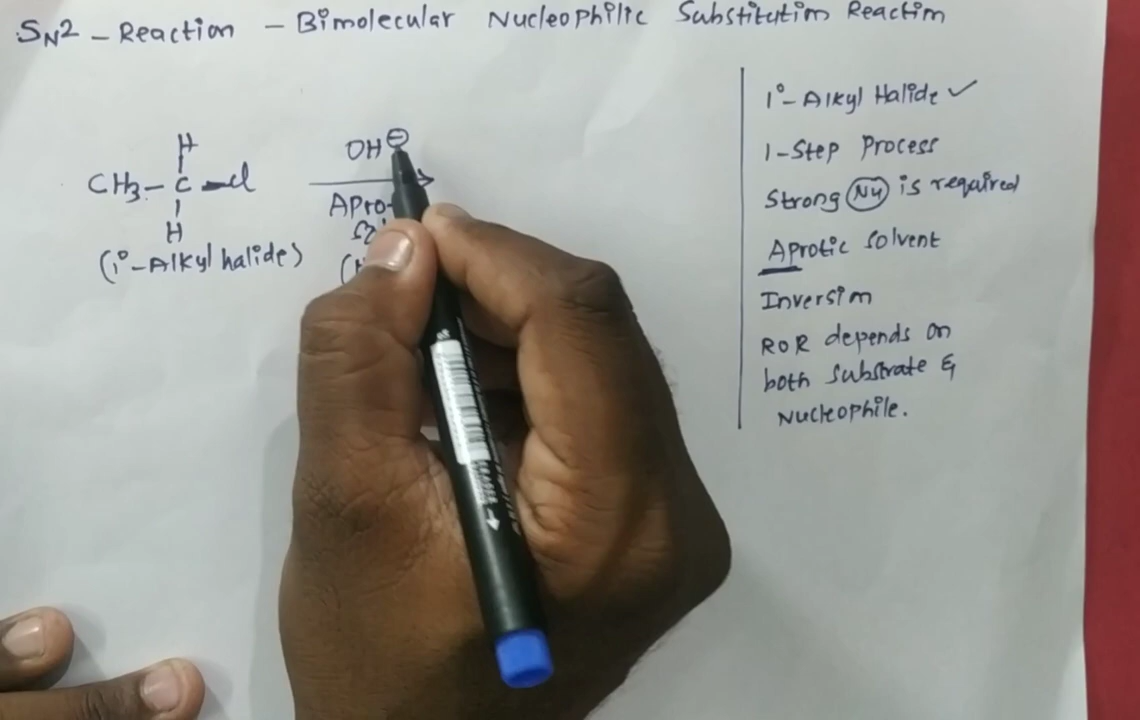 SN2 - Reaction - Bimolecular Nucleophilic Substitution Reaction
H
CH3 - C - Cl
H
(1°-Alkyl halide)
OH⊖
1°-Alkyl Halide ✓
1-Step Process
Strong Nu is required
Aprotic solvent
Inversion
ROR depends on
both Substrate &
Nucleophile.